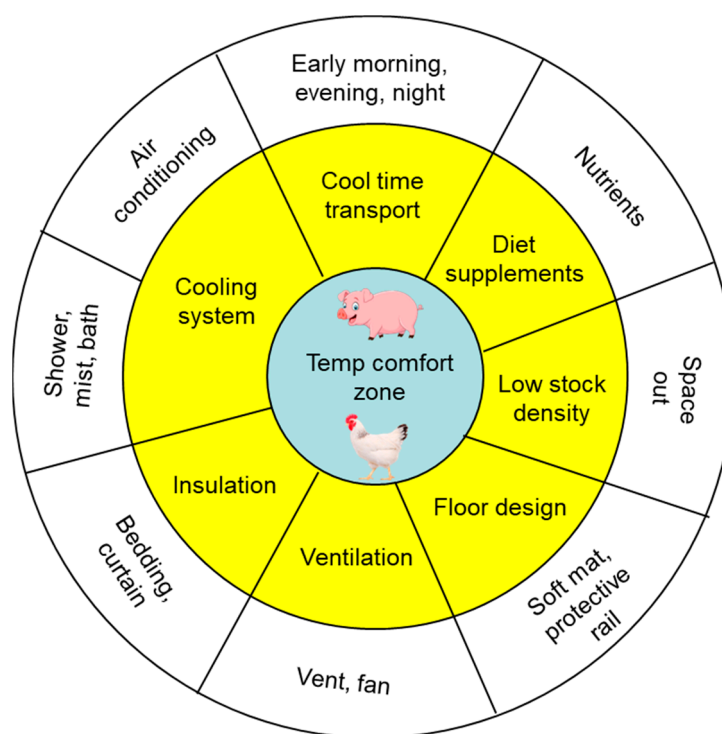 Early morning,
evening, night
Nutrients
Space
out
Soft mat,
protective
rail
Vent, fan
Bedding,
curtain
Shower,
mist, bath
Air
conditioning
Cool time
transport
Diet
supplements
Low stock
density
Floor design
Ventilation
Insulation
Cooling
system
Temp comfort
zone